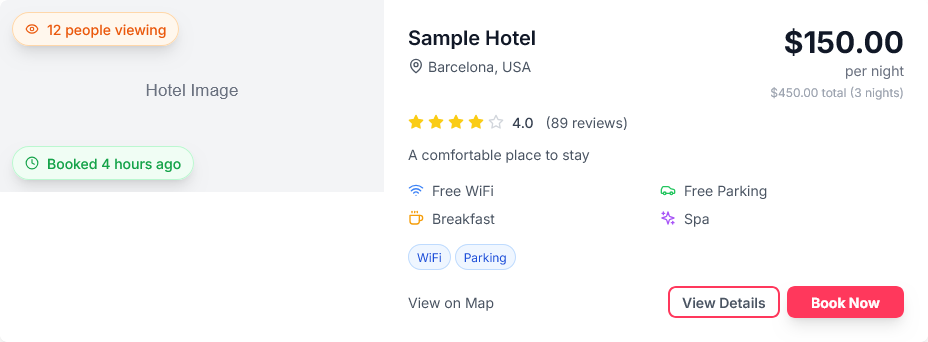 12 people viewing
Hotel Image
Booked 4 hours ago
Sample Hotel
Barcelona, USA
$150.00
per night
$450.00 total (3 nights)
4.0 (89 reviews)
A comfortable place to stay
Free WiFi
Free Parking
Breakfast
Spa
WiFi
Parking
View on Map
View Details
Book Now